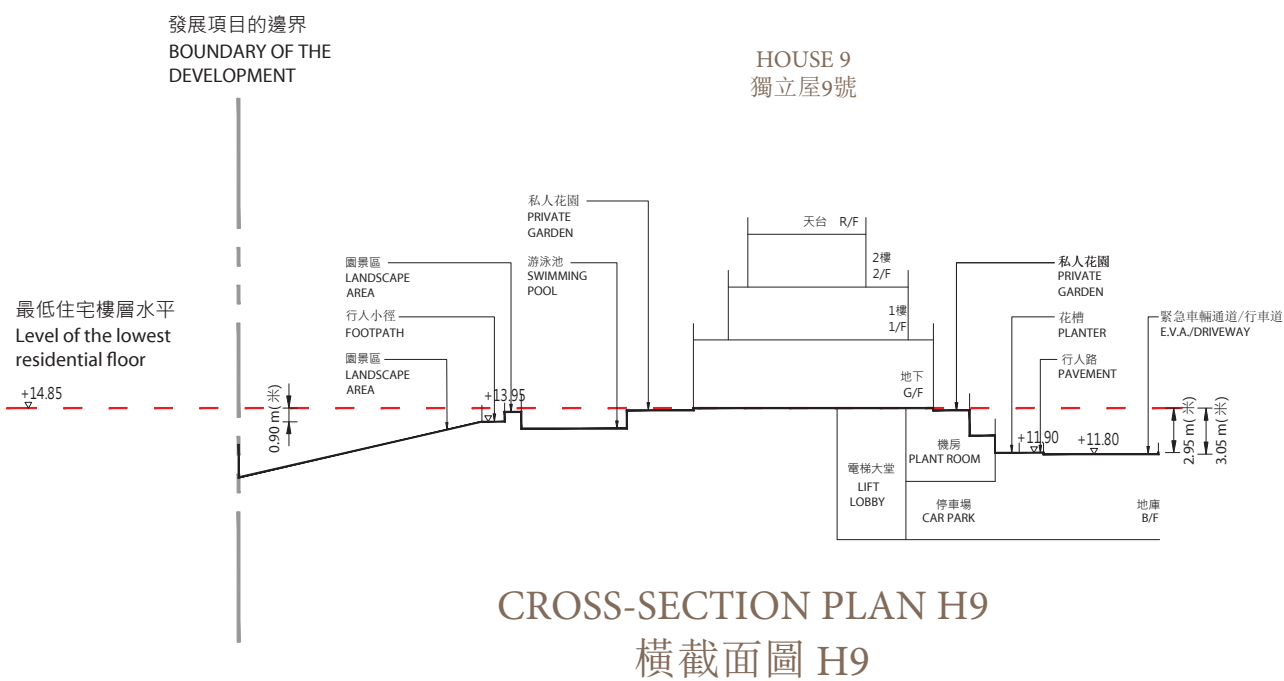 發展項目的邊界
BOUNDARY OF THE
DEVELOPMENT
HOUSE 9
獨立屋9號
私人花園
PRIVATE
GARDEN
天台 R/F
園景區
LANDSCAPE
AREA
游泳池
SWIMMING
POOL
2樓
2/F
私人花園
PRIVATE
GARDEN
最低住宅樓層水平
Level of the lowest
residential floor
行人小徑
FOOTPATH
1樓
1/F
花槽
PLANTER
緊急車輛通道/行車道
E.V.A./DRIVEWAY
園景區
LANDSCAPE
AREA
行人路
PAVEMENT
地下
G/F
+14.85
+13.95
0.90 m(米)
+11.90
+11.80
2.95 m(米)
3.05 m(米)
機房
PLANT ROOM
電梯大堂
LIFT
LOBBY
停車場
CAR PARK
地庫
B/F
CROSS-SECTION PLAN H9
橫截面圖 H9